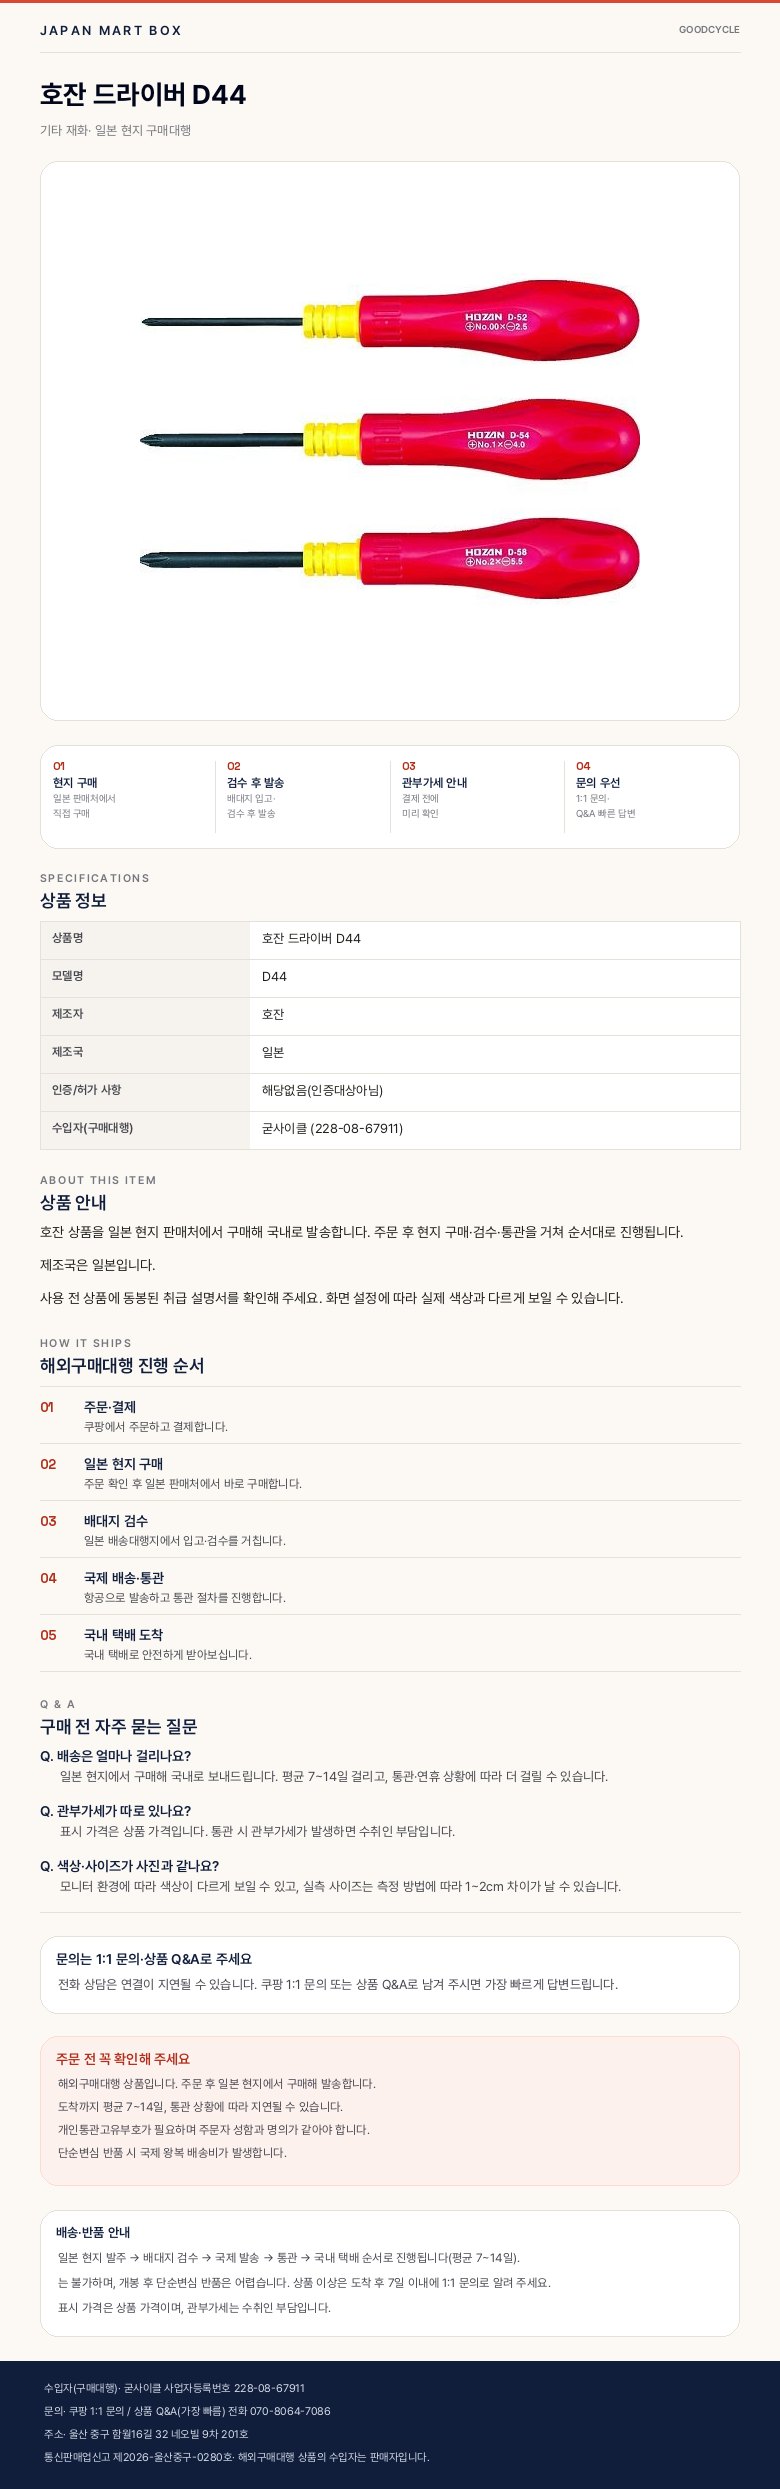 JAPAN MART BOX
GOODCYCLE
호잔 드라이버 D44
기타 재화· 일본 현지 구매대행
HOZAN D-52
⊕No.00×⊖2.5
HOZAN D-54
⊕No.1×⊖4.0
HOZAN D-58
⊕No.2×⊖5.5
01
현지 구매
일본 판매처에서
직접 구매
02
검수 후 발송
배대지 입고·
검수 후 발송
03
관부가세 안내
결제 전에
미리 확인
04
문의 우선
1:1 문의·
Q&A 빠른 답변
SPECIFICATIONS
상품 정보
상품명 호잔 드라이버 D44
모델명 D44
제조자 호잔
제조국 일본
인증/허가 사항 해당없음(인증대상아님)
수입자(구매대행) 굳사이클 (228-08-67911)
ABOUT THIS ITEM
상품 안내
호잔 상품을 일본 현지 판매처에서 구매해 국내로 발송합니다. 주문 후 현지 구매·검수·통관을 거쳐 순서대로 진행됩니다.
제조국은 일본입니다.
사용 전 상품에 동봉된 취급 설명서를 확인해 주세요. 화면 설정에 따라 실제 색상과 다르게 보일 수 있습니다.
HOW IT SHIPS
해외구매대행 진행 순서
01 주문·결제
쿠팡에서 주문하고 결제합니다.
02 일본 현지 구매
주문 확인 후 일본 판매처에서 바로 구매합니다.
03 배대지 검수
일본 배송대행지에서 입고·검수를 거칩니다.
04 국제 배송·통관
항공으로 발송하고 통관 절차를 진행합니다.
05 국내 택배 도착
국내 택배로 안전하게 받아보십니다.
Q & A
구매 전 자주 묻는 질문
Q. 배송은 얼마나 걸리나요?
일본 현지에서 구매해 국내로 보내드립니다. 평균 7~14일 걸리고, 통관·연휴 상황에 따라 더 걸릴 수 있습니다.
Q. 관부가세가 따로 있나요?
표시 가격은 상품 가격입니다. 통관 시 관부가세가 발생하면 수취인 부담입니다.
Q. 색상·사이즈가 사진과 같나요?
모니터 환경에 따라 색상이 다르게 보일 수 있고, 실측 사이즈는 측정 방법에 따라 1~2cm 차이가 날 수 있습니다.
문의는 1:1 문의·상품 Q&A로 주세요
전화 상담은 연결이 지연될 수 있습니다. 쿠팡 1:1 문의 또는 상품 Q&A로 남겨 주시면 가장 빠르게 답변드립니다.
주문 전 꼭 확인해 주세요
해외구매대행 상품입니다. 주문 후 일본 현지에서 구매해 발송합니다.
도착까지 평균 7~14일, 통관 상황에 따라 지연될 수 있습니다.
개인통관고유부호가 필요하며 주문자 성함과 명의가 같아야 합니다.
단순변심 반품 시 국제 왕복 배송비가 발생합니다.
배송·반품 안내
일본 현지 발주 → 배대지 검수 → 국제 발송 → 통관 → 국내 택배 순서로 진행됩니다(평균 7~14일).
는 불가하며, 개봉 후 단순변심 반품은 어렵습니다. 상품 이상은 도착 후 7일 이내에 1:1 문의로 알려 주세요.
표시 가격은 상품 가격이며, 관부가세는 수취인 부담입니다.
수입자(구매대행)· 굳사이클 사업자등록번호 228-08-67911
문의· 쿠팡 1:1 문의 / 상품 Q&A(가장 빠름) 전화 070-8064-7086
주소· 울산 중구 함월16길 32 네오빌 9차 201호
통신판매업신고 제2026-울산중구-0280호· 해외구매대행 상품의 수입자는 판매자입니다.